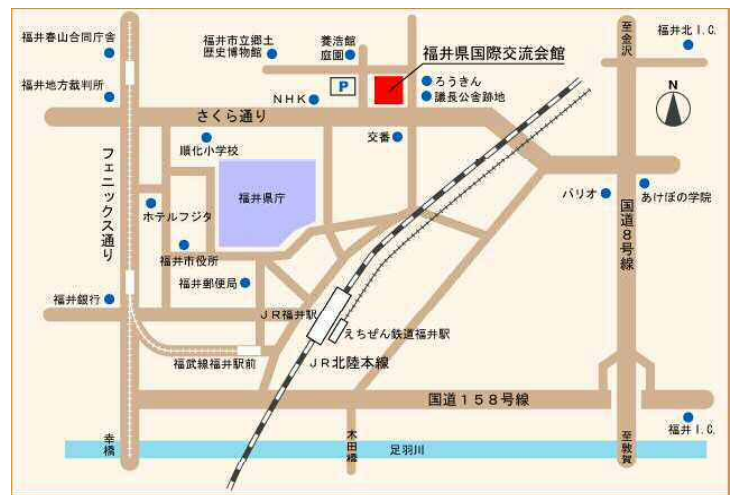 福井春山合同庁舎
福井市立郷土
歴史博物館
養浩館
庭園
福井県国際交流会館
至金沢
福井北I.C.
福井地方裁判所
P
ろうきん
議長公舎跡地
NHK
N
さくら通り
順化小学校
交番
フェニックス通り
福井県庁
ホテルフジタ
バリオ
あけぼの学院
国道8号線
福井市役所
福井郵便局
福井銀行
JR福井駅
えちぜん鉄道福井駅
福武線福井駅前
JR北陸本線
国道158号線
福井I.C.
幸橋
木田橋
足羽川
至敦賀